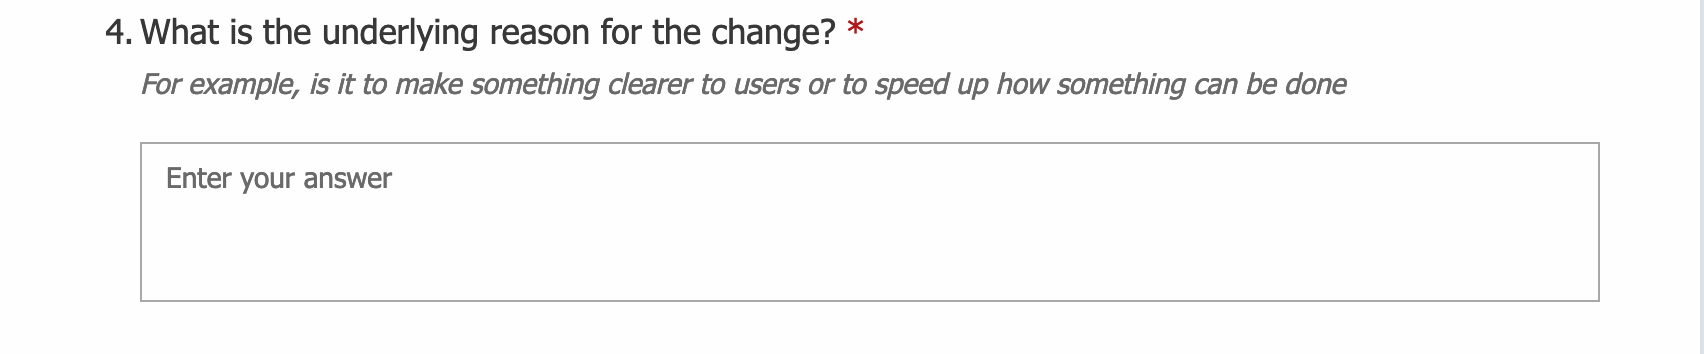 4. What is the underlying reason for the change? *
For example, is it to make something clearer to users or to speed up how something can be done
Enter your answer